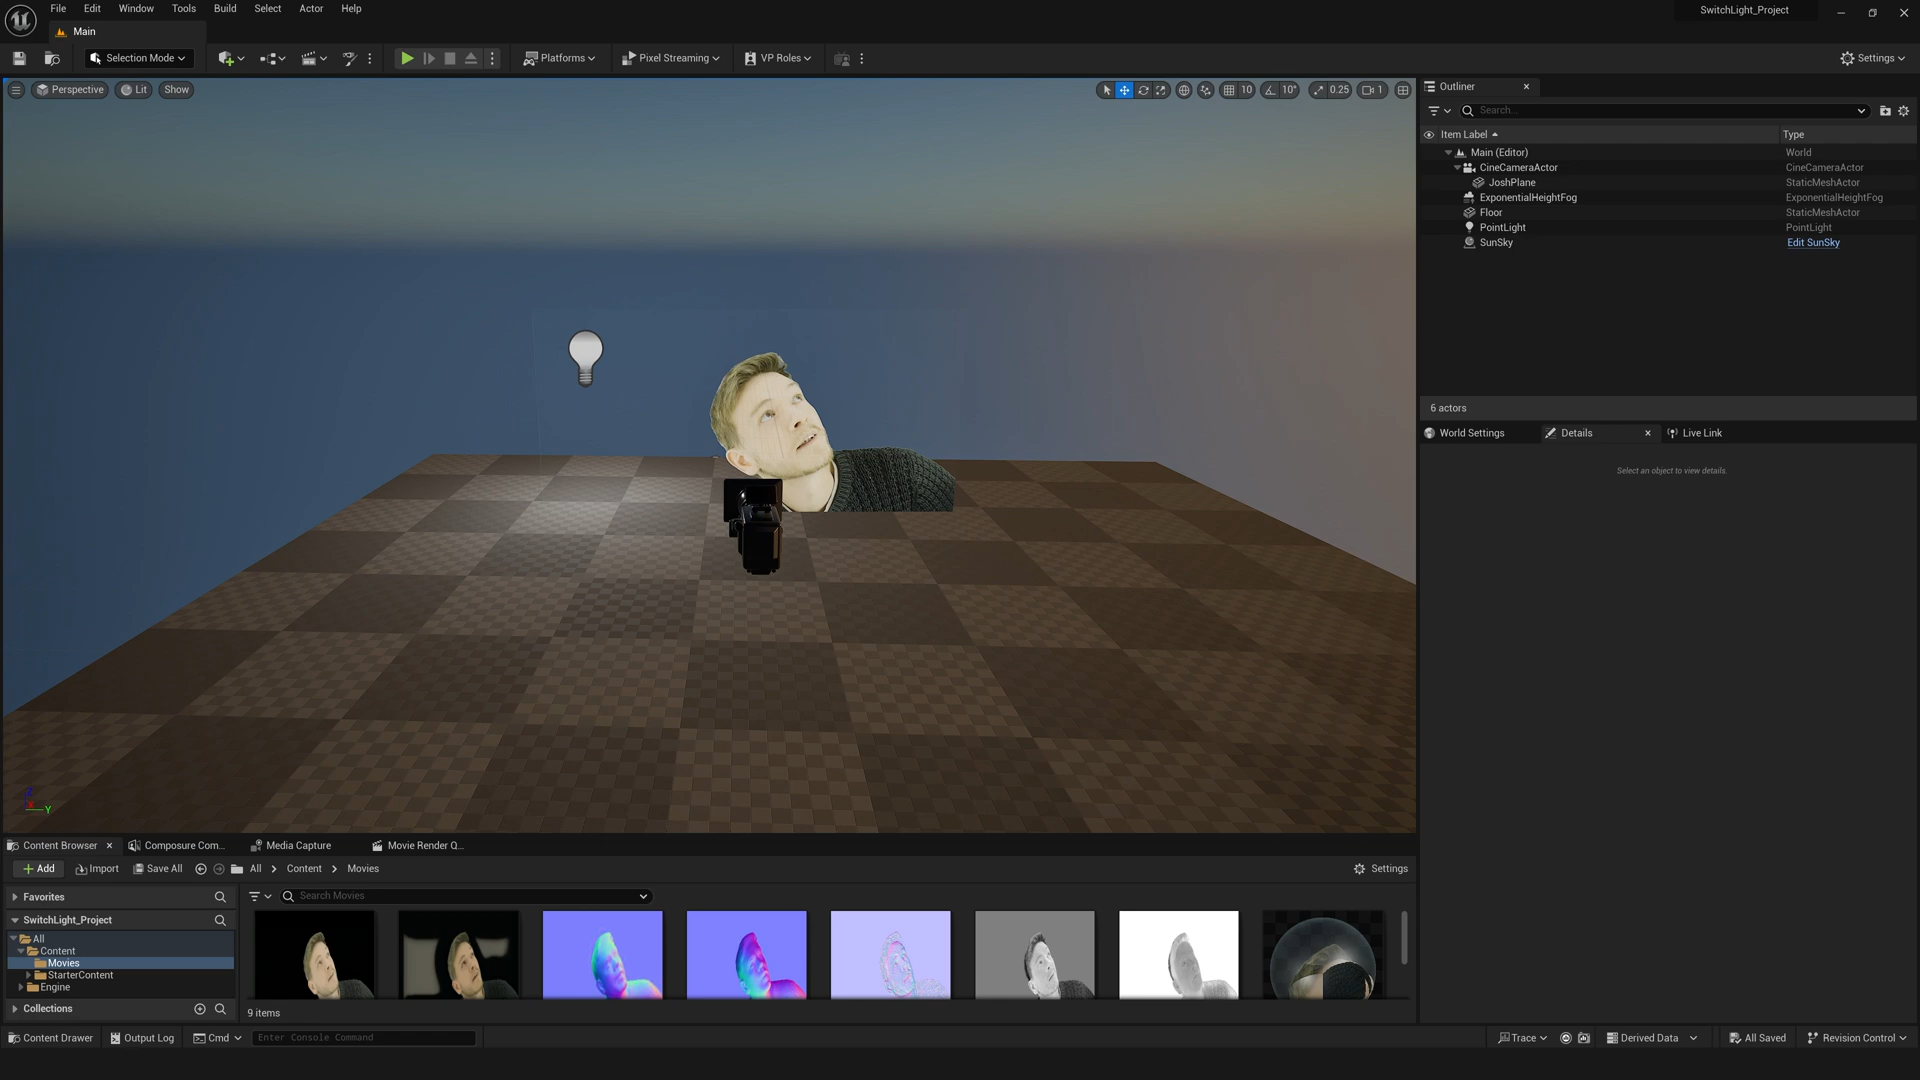 File Edit Window Tools Build Select Actor Help
SwitchLight_Project
Main
Selection Mode
Platforms
Pixel Streaming
VP Roles
Settings
Perspective Lit Show
10 10° 0.25 1
Outliner
Search...
Item Label Type
Main (Editor) World
CineCameraActor CineCameraActor
JoshPlane StaticMeshActor
ExponentialHeightFog ExponentialHeightFog
Floor StaticMeshActor
PointLight PointLight
SunSky Edit SunSky
6 actors
World Settings Details Live Link
Select an object to view details.
Z
X
Y
Content Browser Composure Com... Media Capture Movie Render Q...
Add Import Save All All Content Movies Settings
Favorites
Search Movies
SwitchLight_Project
All
Content
Movies
StarterContent
Engine
Collections
9 items
Content Drawer Output Log Cmd Enter Console Command Trace Derived Data All Saved Revision Control